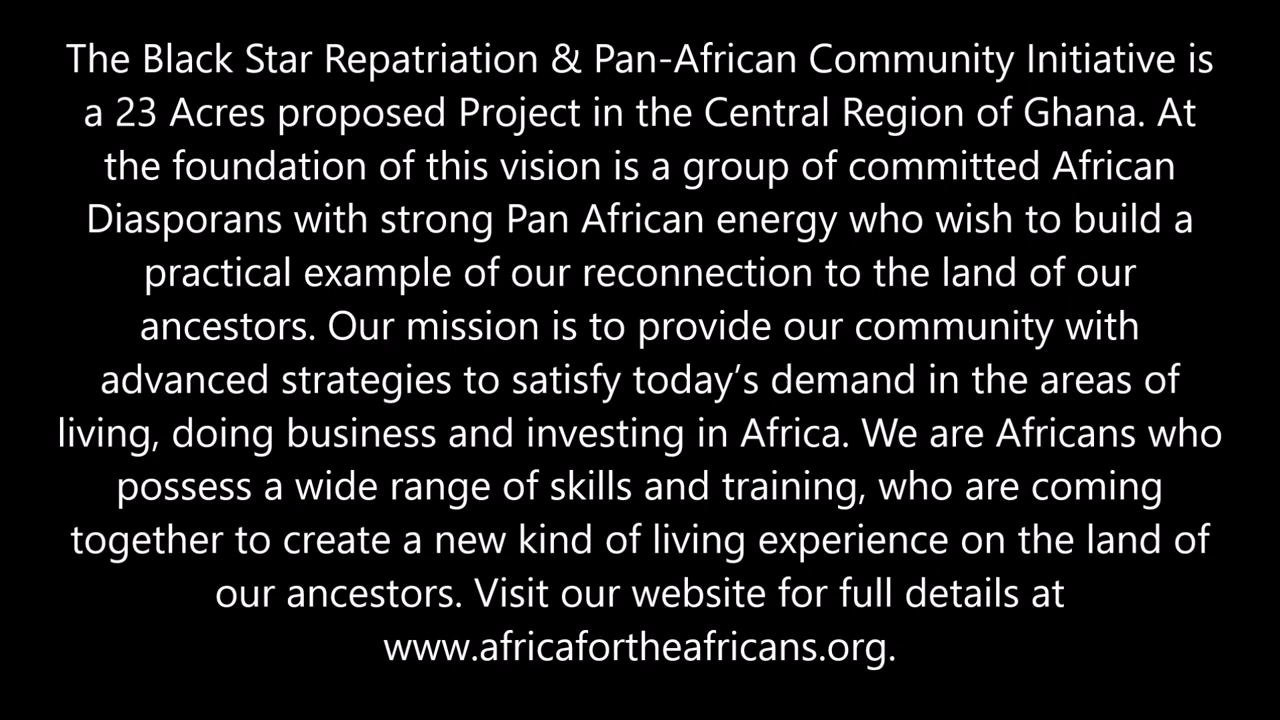 The Black Star Repatriation & Pan-African Community Initiative is
a 23 Acres proposed Project in the Central Region of Ghana. At
the foundation of this vision is a group of committed African
Diasporans with strong Pan African energy who wish to build a
practical example of our reconnection to the land of our
ancestors. Our mission is to provide our community with
advanced strategies to satisfy today’s demand in the areas of
living, doing business and investing in Africa. We are Africans who
possess a wide range of skills and training, who are coming
together to create a new kind of living experience on the land of
our ancestors. Visit our website for full details at
www.africafortheafricans.org.